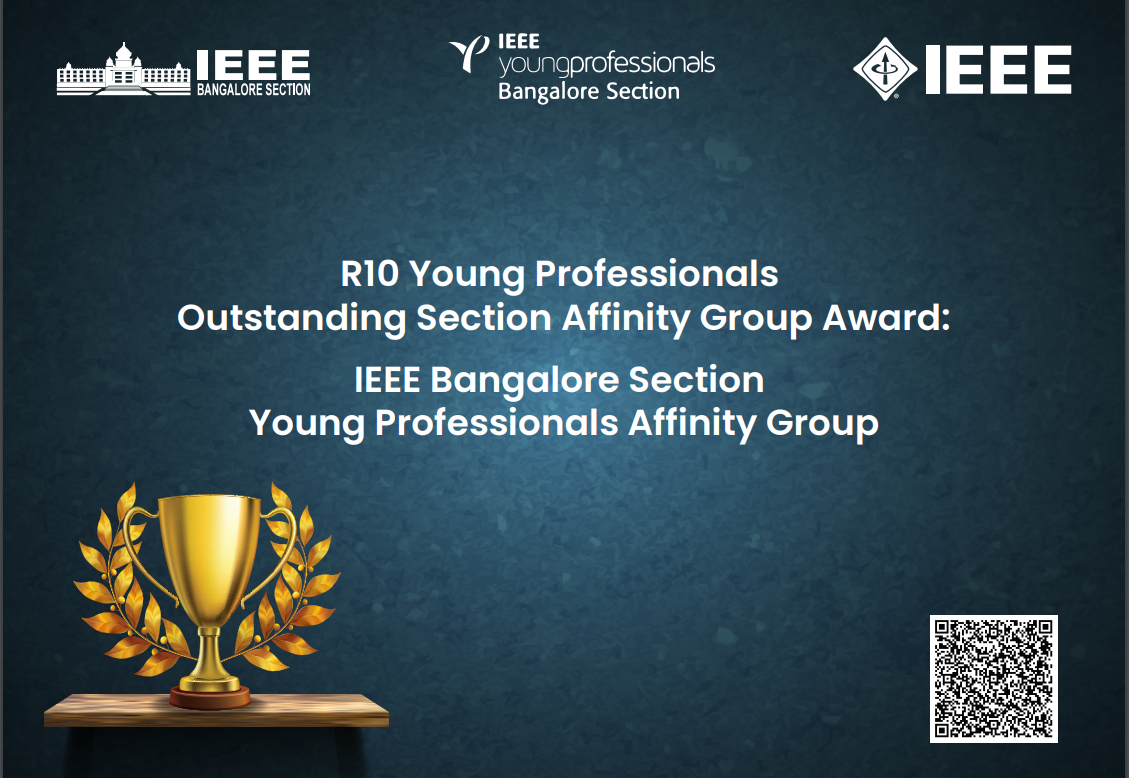 IEEE
BANGALORE SECTION
IEEE
youngprofessionals
Bangalore Section
IEEE
R10 Young Professionals
Outstanding Section Affinity Group Award:
IEEE Bangalore Section
Young Professionals Affinity Group